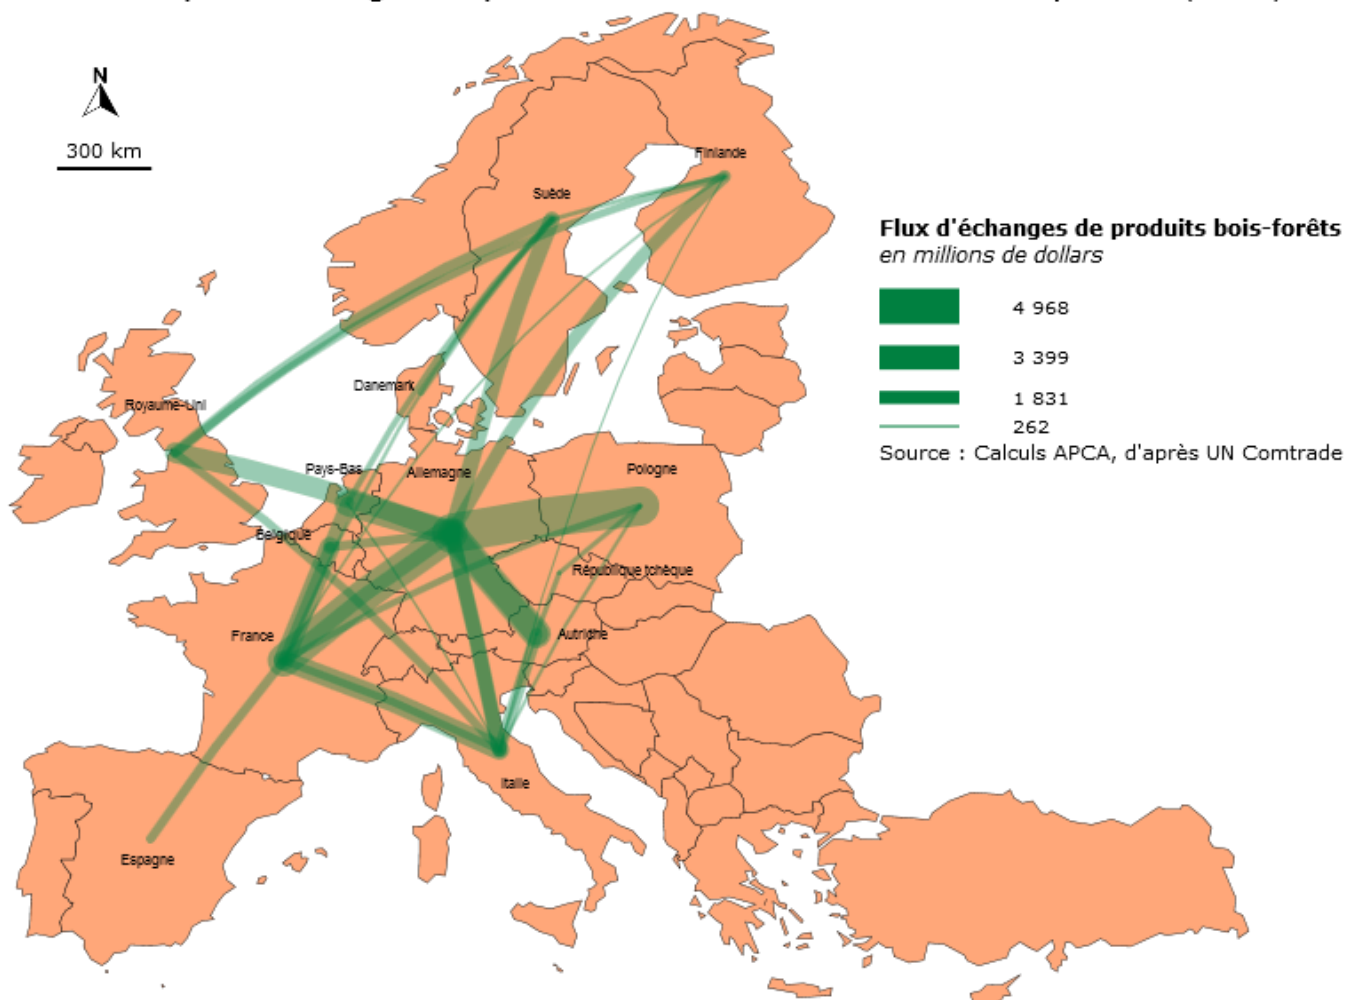 N
300 km
Finlande
Suède
Flux d'échanges de produits bois-forêts
en millions de dollars
4 968
3 399
1 831
262
Source : Calculs APCA, d'après UN Comtrade
Danemark
Royaume-Uni
Pays-Bas
Allemagne
Pologne
Belgique
République tchèque
France
Autriche
Italie
Espagne